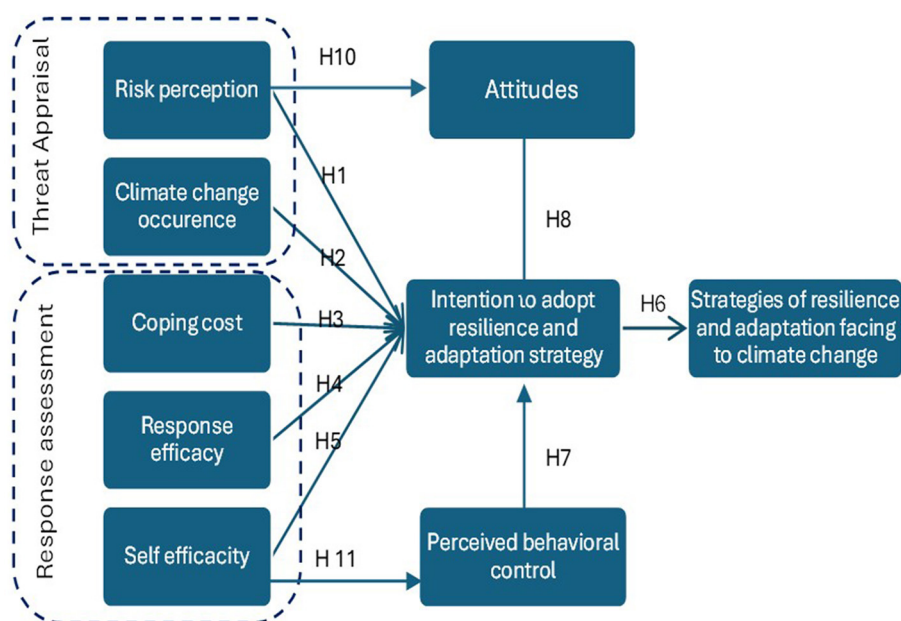 Threat Appraisal
Risk perception
H10
Attitudes
H1
Climate change
occurence
H2
H8
Response assessment
Coping cost
H3
Intention to adopt
resilience and
adaptation strategy
H6
Strategies of resilience
and adaptation facing
to climate change
H4
Response
efficacy
H5
H7
Self efficacity
H 11
Perceived behavioral
control